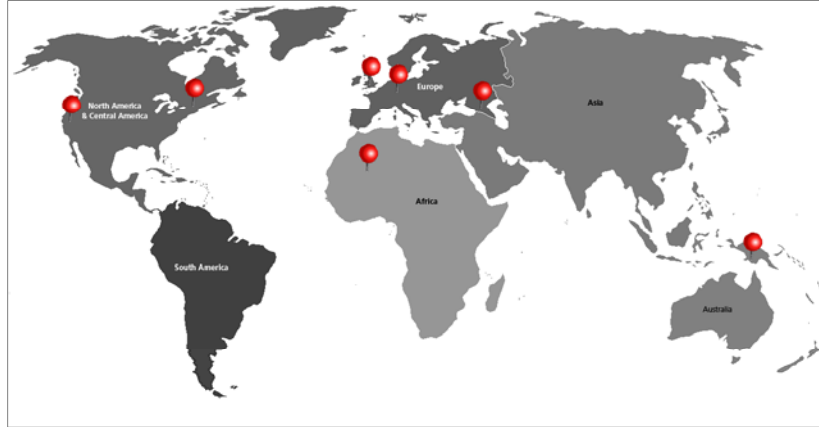 North America
& Central America
Europe
Asia
Africa
South America
Australia